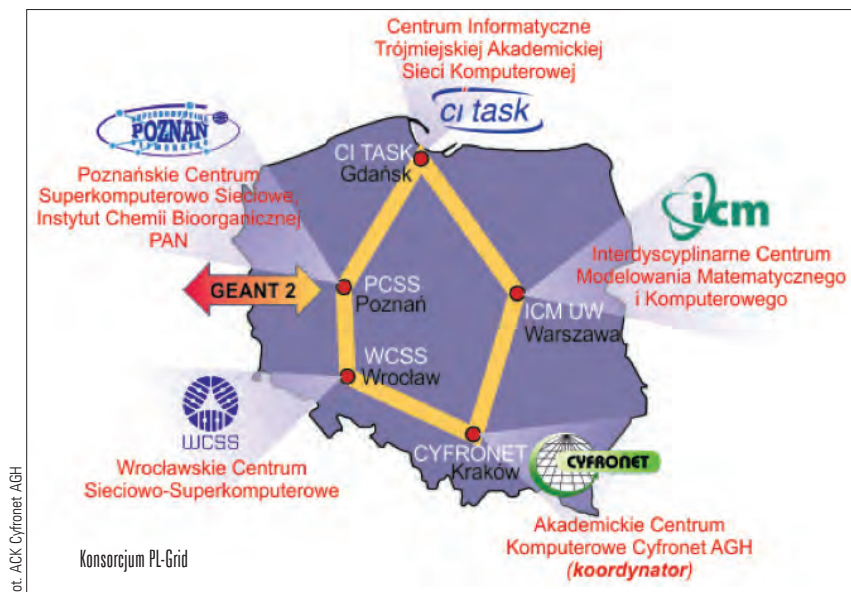 Centrum Informatyczne
Trójmiejskiej Akademickiej
Sieci Komputerowej
ci task
POZNAŃ
Poznańskie Centrum
Superkomputerowo Sieciowe,
Instytut Chemii Bioorganicznej
PAN
CI TASK
Gdańsk
icm
Interdyscyplinarne Centrum
Modelowania Matematycznego
i Komputerowego
GEANT 2
PCSS
Poznań
ICM UW
Warszawa
WCSS
Wrocław
WCSS
Wrocławskie Centrum
Sieciowo-Superkomputerowe
CYFRONET
Kraków
CYFRONET
Akademickie Centrum
Komputerowe Cyfronet AGH
(koordynator)
Konsorcjum PL-Grid
ot. ACK Cyfronet AGH